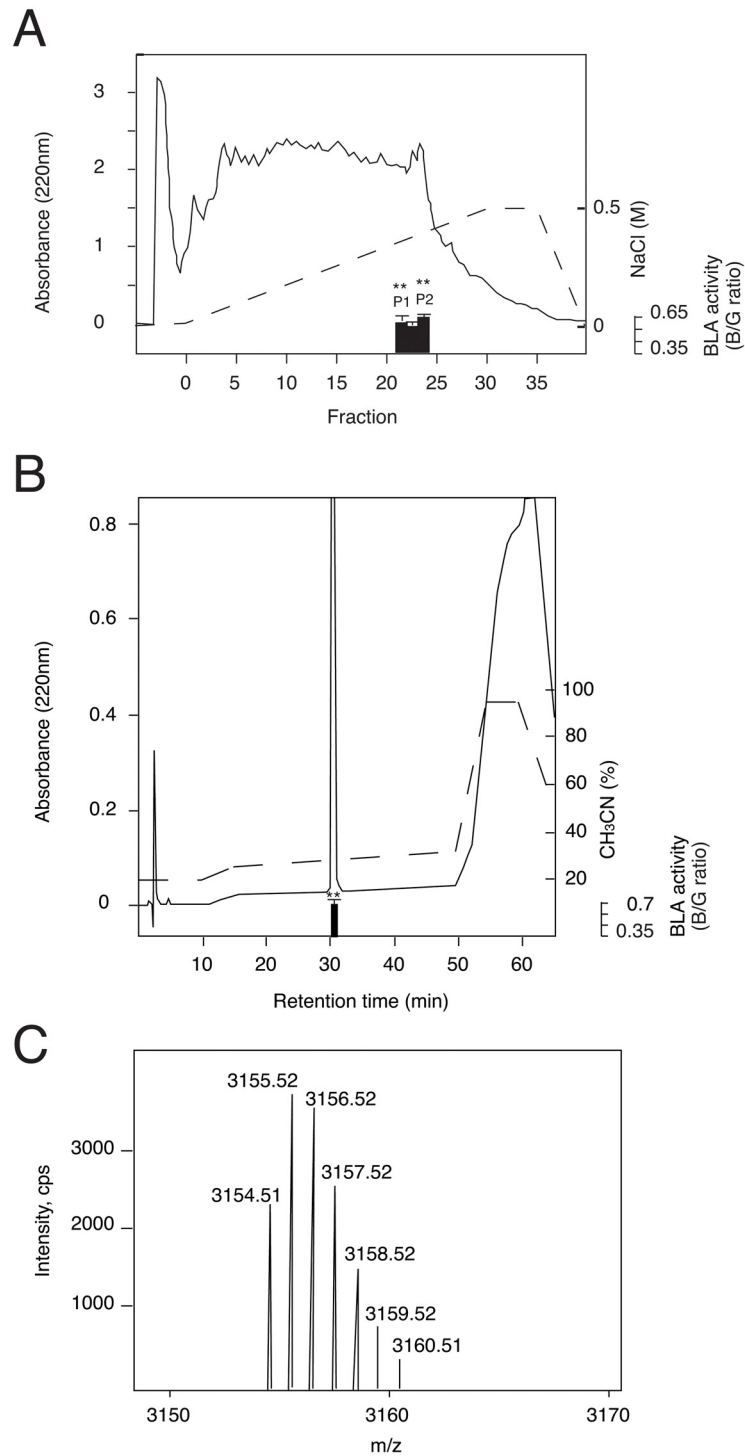 A
Absorbance (220nm)
3
2
1
0
** **
P1 P2
0.5
0
NaCl (M)
0.65
0.35
BLA activity
(B/G ratio)
0 5 10 15 20 25 30 35
Fraction
B
Absorbance (220nm)
0.8
0.6
0.4
0.2
0
**
100
80
60
40
20
CH₃CN (%)
0.7
0.35
BLA activity
(B/G ratio)
10 20 30 40 50 60
Retention time (min)
C
Intensity, cps
3000
2000
1000
3155.52
3156.52
3157.52
3154.51
3158.52
3159.52
3160.51
3150 3160 3170
m/z